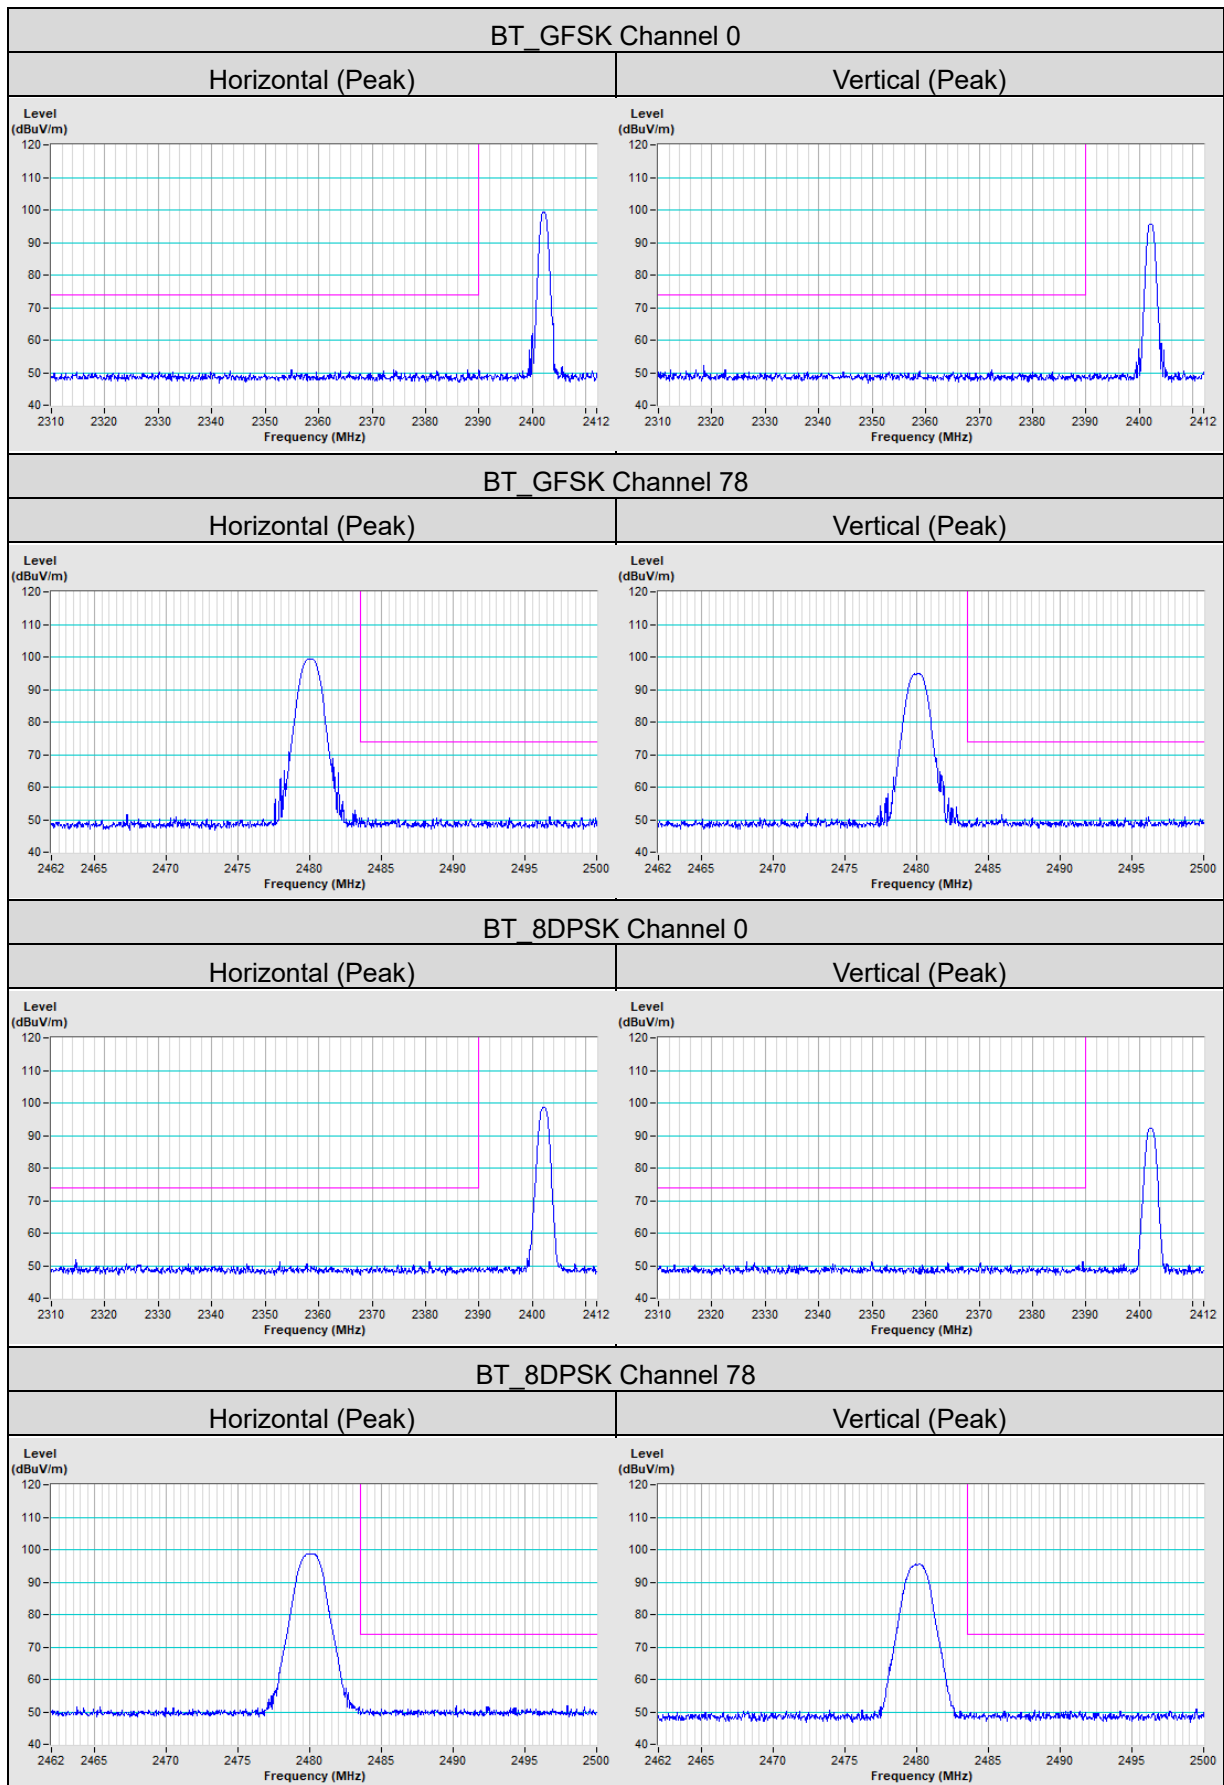 BT_GFSK Channel 0
Horizontal (Peak) Vertical (Peak)
Level Level
(dBuV/m) (dBuV/m)
120 120
110 110
100 100
90 90
80 80
70 70
60 60
50 50
40 40
2310 2320 2330 2340 2350 2360 2370 2380 2390 2400 2412 2310 2320 2330 2340 2350 2360 2370 2380 2390 2400 2412
Frequency (MHz) Frequency (MHz)
BT_GFSK Channel 78
Horizontal (Peak) Vertical (Peak)
Level Level
(dBuV/m) (dBuV/m)
120 120
110 110
100 100
90 90
80 80
70 70
60 60
50 50
40 40
2462 2465 2470 2475 2480 2485 2490 2495 2500 2462 2465 2470 2475 2480 2485 2490 2495 2500
Frequency (MHz) Frequency (MHz)
BT_8DPSK Channel 0
Horizontal (Peak) Vertical (Peak)
Level Level
(dBuV/m) (dBuV/m)
120 120
110 110
100 100
90 90
80 80
70 70
60 60
50 50
40 40
2310 2320 2330 2340 2350 2360 2370 2380 2390 2400 2412 2310 2320 2330 2340 2350 2360 2370 2380 2390 2400 2412
Frequency (MHz) Frequency (MHz)
BT_8DPSK Channel 78
Horizontal (Peak) Vertical (Peak)
Level Level
(dBuV/m) (dBuV/m)
120 120
110 110
100 100
90 90
80 80
70 70
60 60
50 50
40 40
2462 2465 2470 2475 2480 2485 2490 2495 2500 2462 2465 2470 2475 2480 2485 2490 2495 2500
Frequency (MHz) Frequency (MHz)